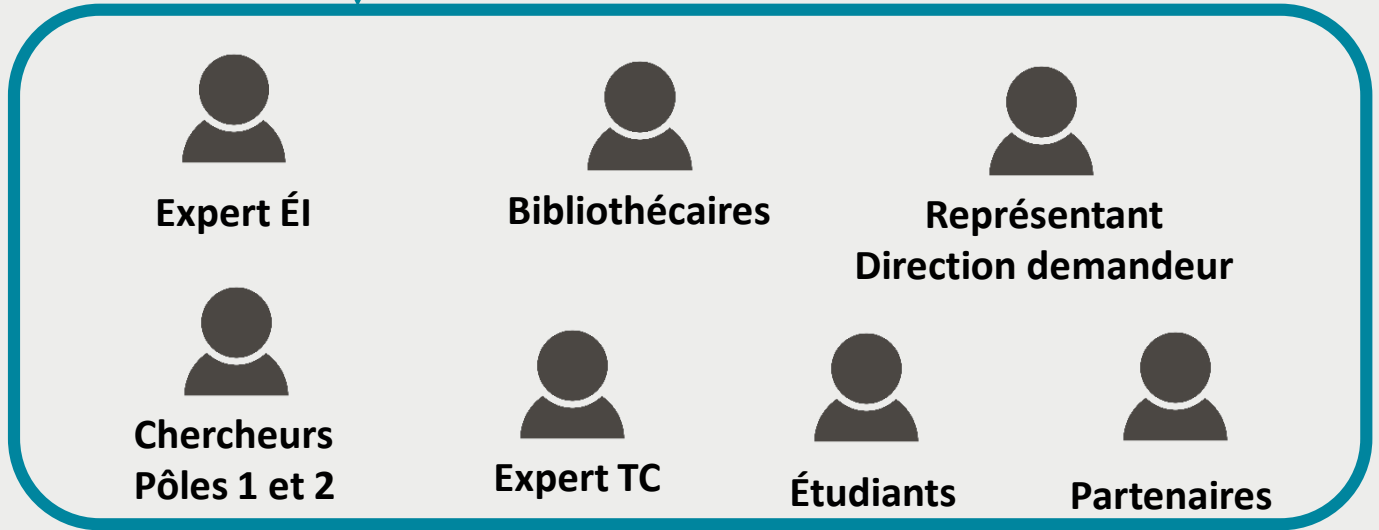 Expert ÉI
Bibliothécaires
Représentant
Direction demandeur
Chercheurs
Pôles 1 et 2
Expert TC
Étudiants
Partenaires